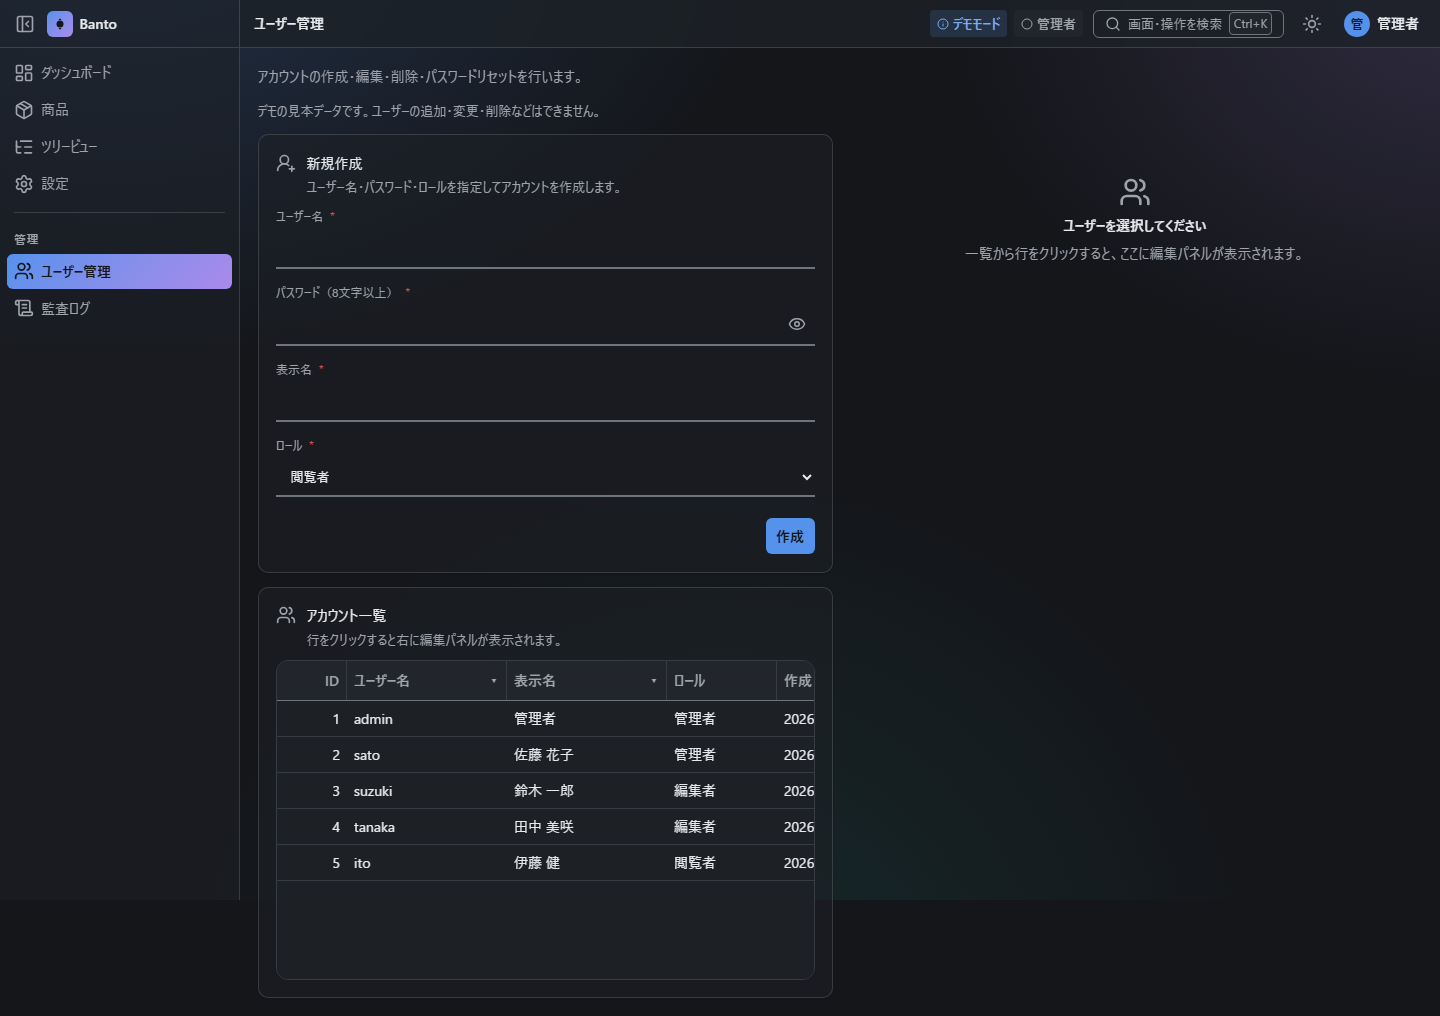 Banto
ユーザー管理
デモモード
管理者
画面・操作を検索 Ctrl+K
管 管理者
ダッシュボード
商品
ツリービュー
設定
管理
ユーザー管理
監査ログ
アカウントの作成・編集・削除・パスワードリセットを行います。
デモの見本データです。ユーザーの追加・変更・削除などはできません。
新規作成
ユーザー名・パスワード・ロールを指定してアカウントを作成します。
ユーザー名 *
パスワード（8文字以上） *
表示名 *
ロール *
閲覧者
作成
アカウント一覧
行をクリックすると右に編集パネルが表示されます。
ID ユーザー名 表示名 ロール 作成
1 admin 管理者 管理者 2026
2 sato 佐藤 花子 管理者 2026
3 suzuki 鈴木 一郎 編集者 2026
4 tanaka 田中 美咲 編集者 2026
5 ito 伊藤 健 閲覧者 2026
ユーザーを選択してください
一覧から行をクリックすると、ここに編集パネルが表示されます。